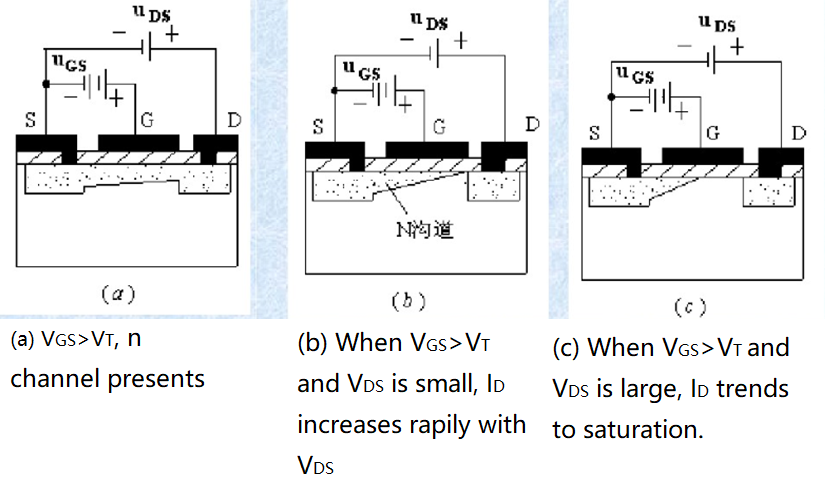 u DS
− +
u GS
− +
S G D
(a)
u DS
− +
u GS
− +
S G D
N沟道
(b)
u DS
− +
u GS
− +
S G D
(c)
(a) VGS>VT, n
channel presents
(b) When VGS>VT
and VDS is small, ID
increases rapily with
VDS
(c) When VGS>VT and
VDS is large, ID trends
to saturation.